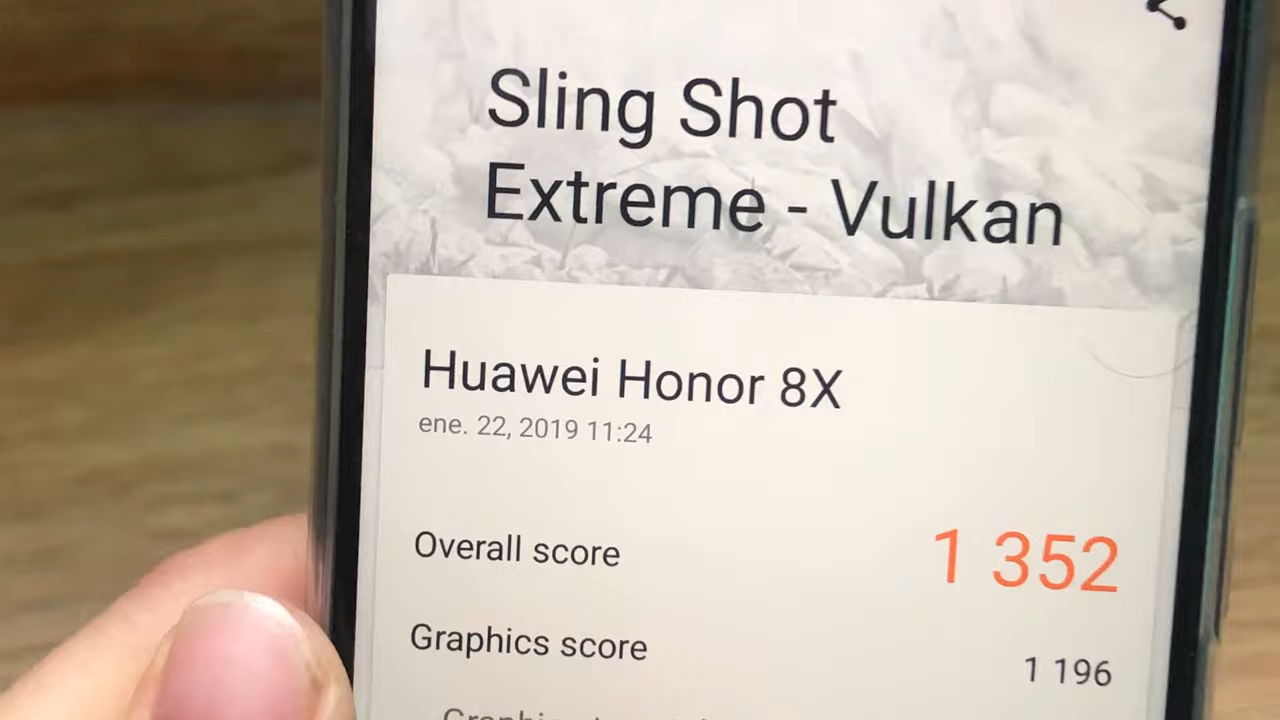 Sling Shot
Extreme - Vulkan
Huawei Honor 8X
ene. 22, 2019 11:24
Overall score 1 352
Graphics score 1 196